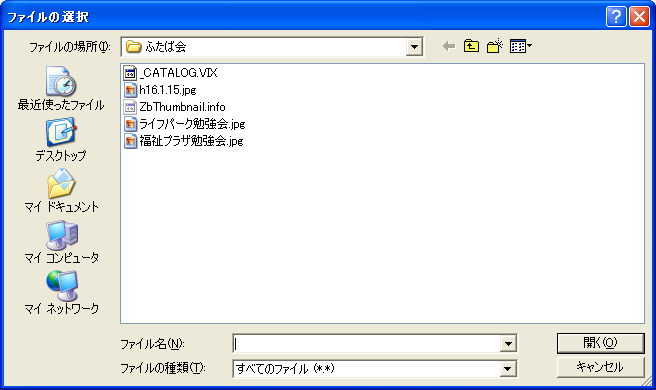 ファイルの選択
ファイルの場所(I):
ふたば会
_CATALOG.VIX
h16.1.15.jpg
ZbThumbnail.info
ライフパーク勉強会.jpg
福祉プラザ勉強会.jpg
最近使ったファイル
デスクトップ
マイ ドキュメント
マイ コンピュータ
マイ ネットワーク
ファイル名(N):
開く(O)
ファイルの種類(T):
すべてのファイル (*.*)
キャンセル